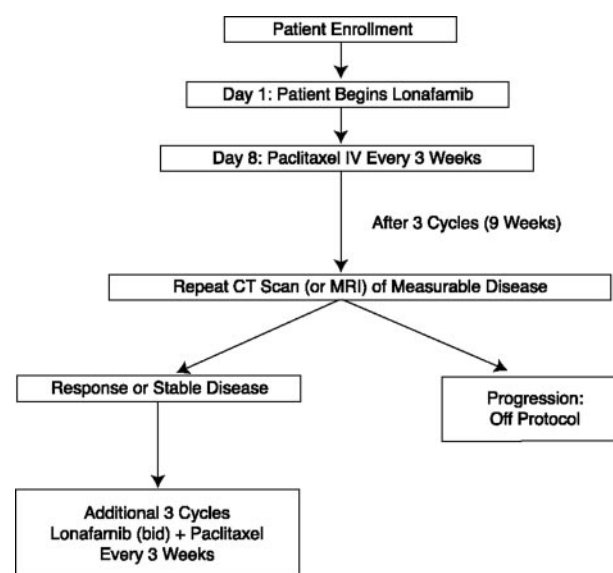 Patient Enrollment
Day 1: Patient Begins Lonafarnib
Day 8: Paclitaxel IV Every 3 Weeks
After 3 Cycles (9 Weeks)
Repeat CT Scan (or MRI) of Measurable Disease
Response or Stable Disease
Progression:
Off Protocol
Additional 3 Cycles
Lonafarnib (bid) + Paclitaxel
Every 3 Weeks